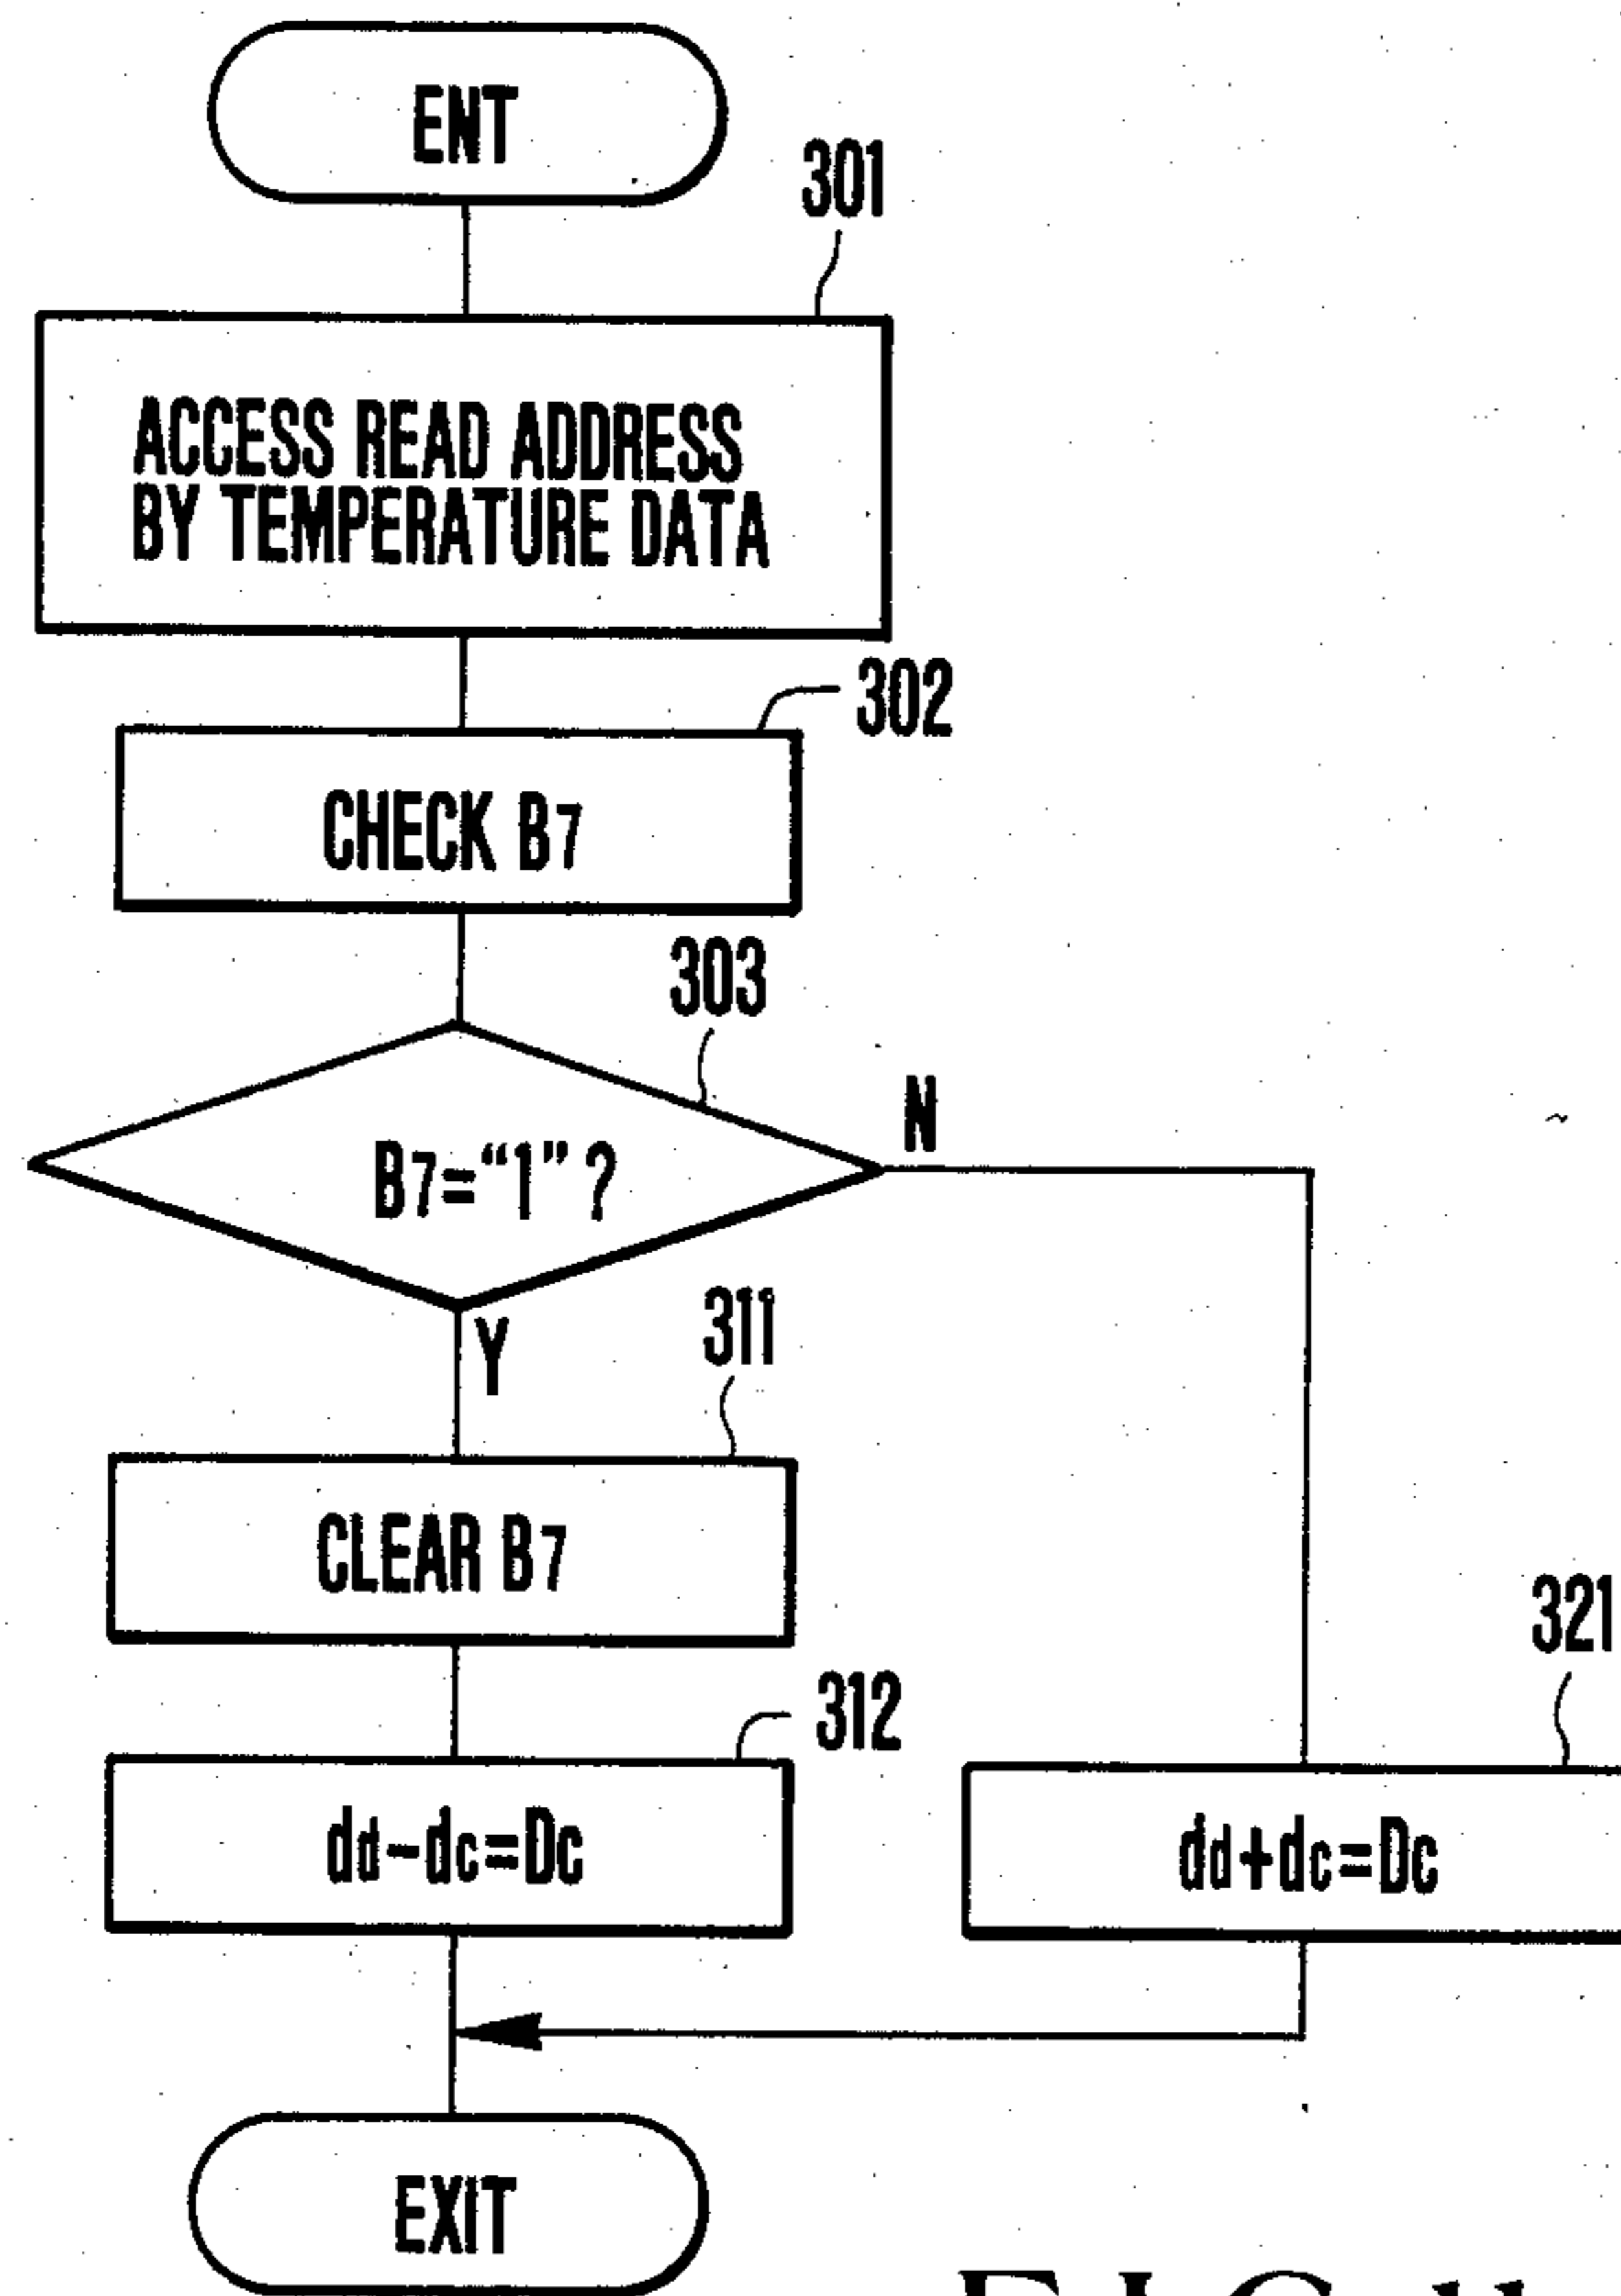 ENT
301
ACCESS READ ADDRESS
BY TEMPERATURE DATA
302
CHECK B7
303
B7="1"?
N
Y
311
CLEAR B7
321
312
dd-dc=Dc
dd+dc=Dc
EXIT